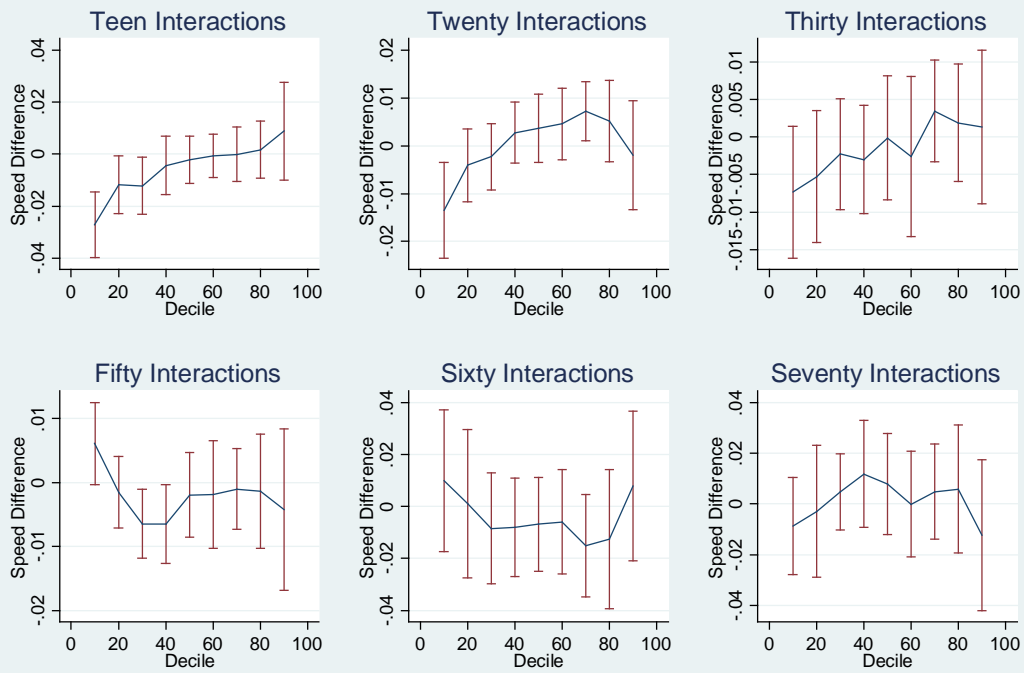 Teen Interactions
Speed Difference
.04
.02
0
-.02
-.04
0 20 40 60 80 100
Decile
Twenty Interactions
Speed Difference
.02
.01
0
-.01
-.02
0 20 40 60 80 100
Decile
Thirty Interactions
Speed Difference
.01
.005
0
-.005
-.01
-.015
0 20 40 60 80 100
Decile
Fifty Interactions
Speed Difference
.01
0
-.01
-.02
0 20 40 60 80 100
Decile
Sixty Interactions
Speed Difference
.04
.02
0
-.02
-.04
0 20 40 60 80 100
Decile
Seventy Interactions
Speed Difference
.04
.02
0
-.02
-.04
0 20 40 60 80 100
Decile